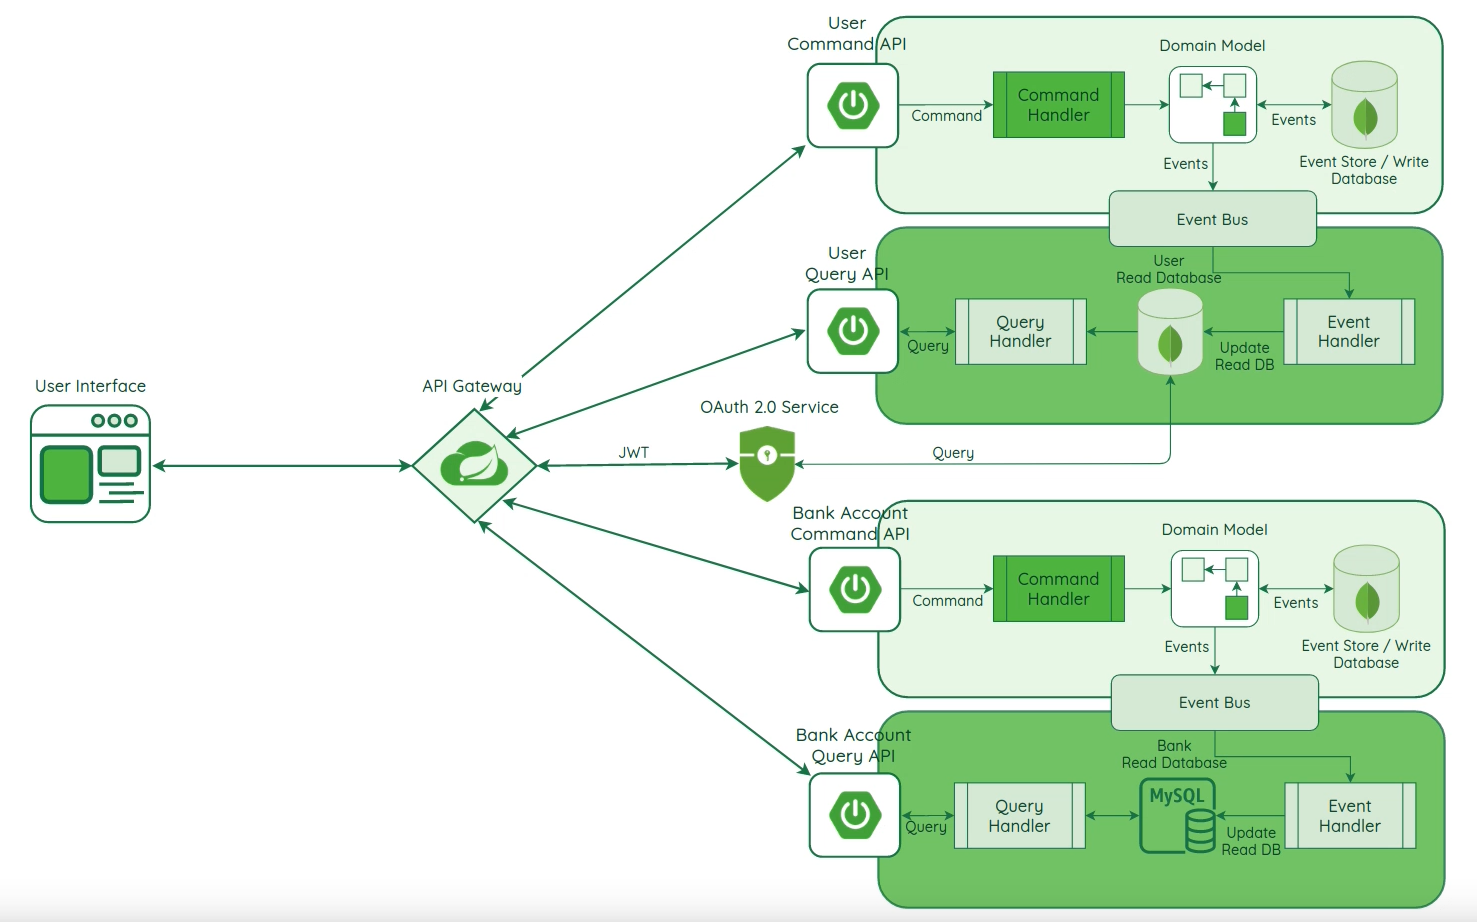 User
Command API
Domain Model
Command
Handler
Command
Events
Events
Event Store / Write
Database
Event Bus
User
Query API
User
Read Database
Query
Handler
Event
Handler
Query
Update
Read DB
User Interface
API Gateway
OAuth 2.0 Service
JWT
Query
Bank Account
Command API
Domain Model
Command
Handler
Command
Events
Events
Event Store / Write
Database
Event Bus
Bank Account
Query API
Bank
Read Database
MySQL
Query
Handler
Event
Handler
Query
Update
Read DB